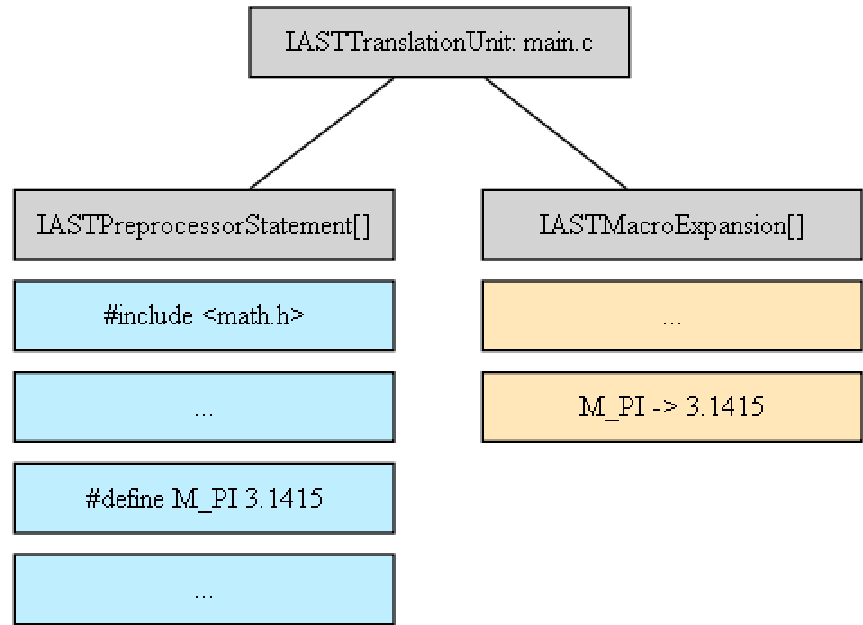 IASTTranslationUnit: main.c
IASTPreprocessorStatement[]
IASTMacroExpansion[]
#include <math.h>
...
...
M_PI -> 3.1415
#define M_PI 3.1415
...